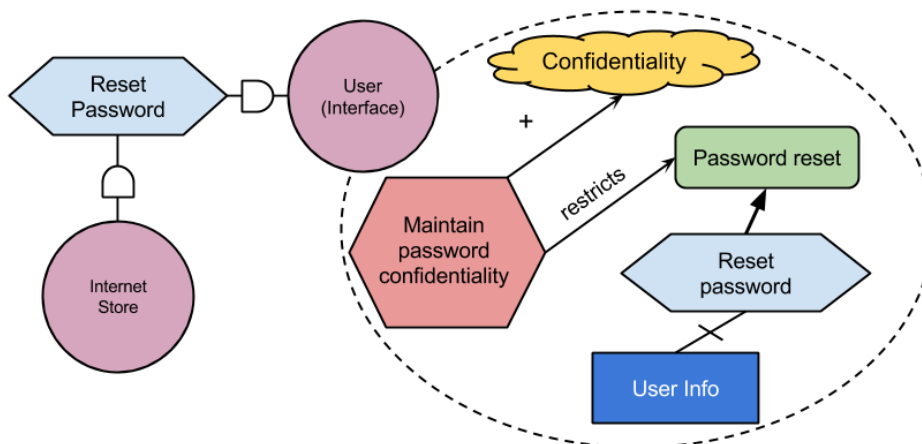 Reset
Password
User
(Interface)
Confidentiality
+
Password reset
restricts
Maintain
password
confidentiality
Reset
password
Internet
Store
User Info